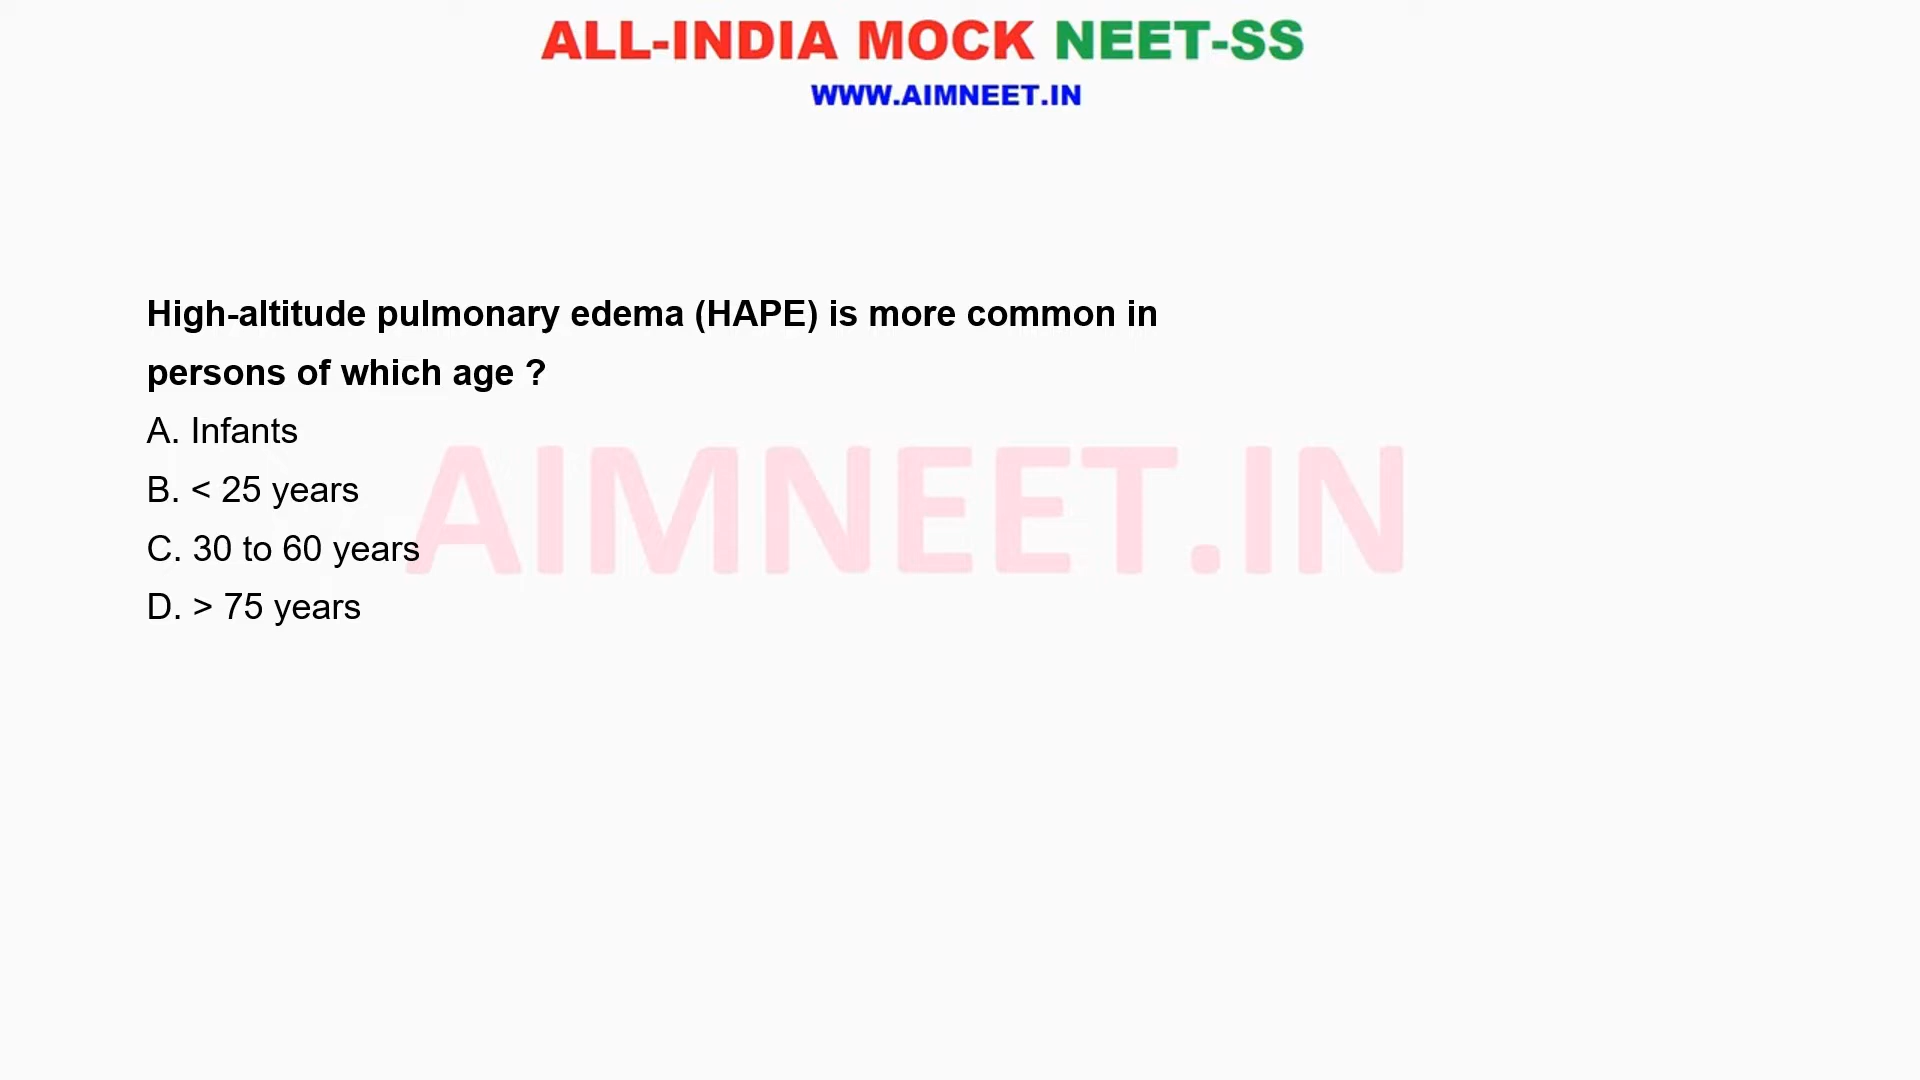 ALL-INDIA MOCK NEET-SS
WWW.AIMNEET.IN
High-altitude pulmonary edema (HAPE) is more common in
persons of which age ?
A. Infants
B. < 25 years
C. 30 to 60 years
D. > 75 years
AIMNEET.IN